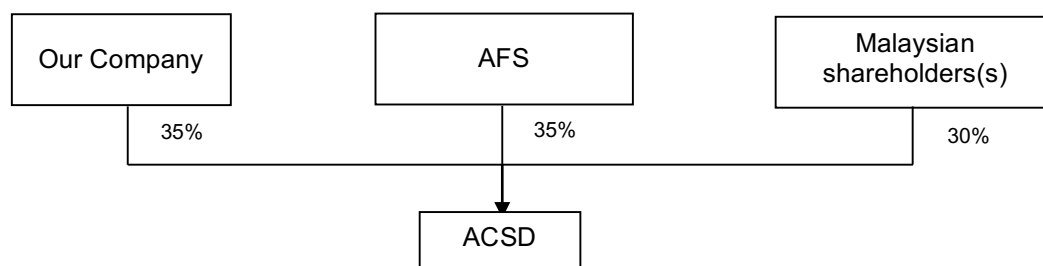 Our Company
AFS
Malaysian
shareholders(s)
35%
35%
30%
ACSD